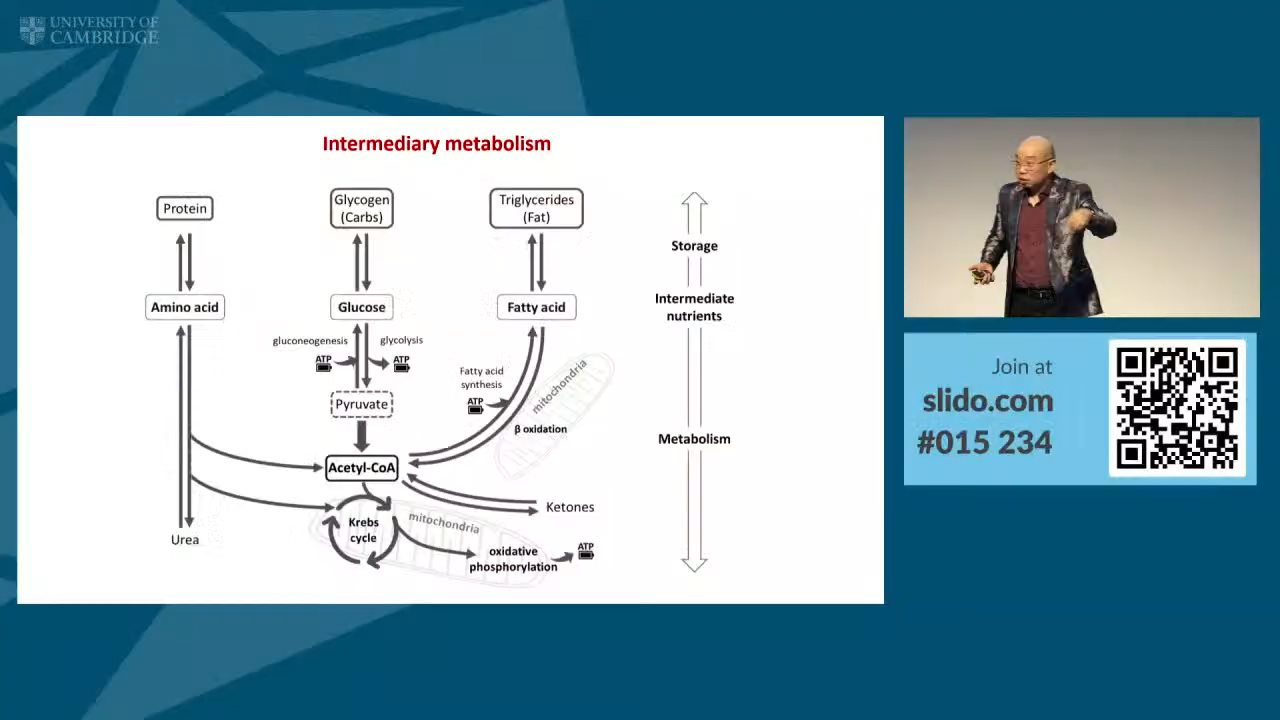 UNIVERSITY OF
CAMBRIDGE
Intermediary metabolism
Protein
Glycogen
(Carbs)
Triglycerides
(Fat)
Storage
Amino acid
Glucose
Fatty acid
Intermediate
nutrients
gluconeogenesis
glycolysis
ATP
ATP
Fatty acid
synthesis
ATP
mitochondria
Pyruvate
β oxidation
Metabolism
Acetyl-CoA
Ketones
Krebs
cycle
mitochondria
Urea
oxidative
phosphorylation
ATP
Join at
slido.com
#015 234